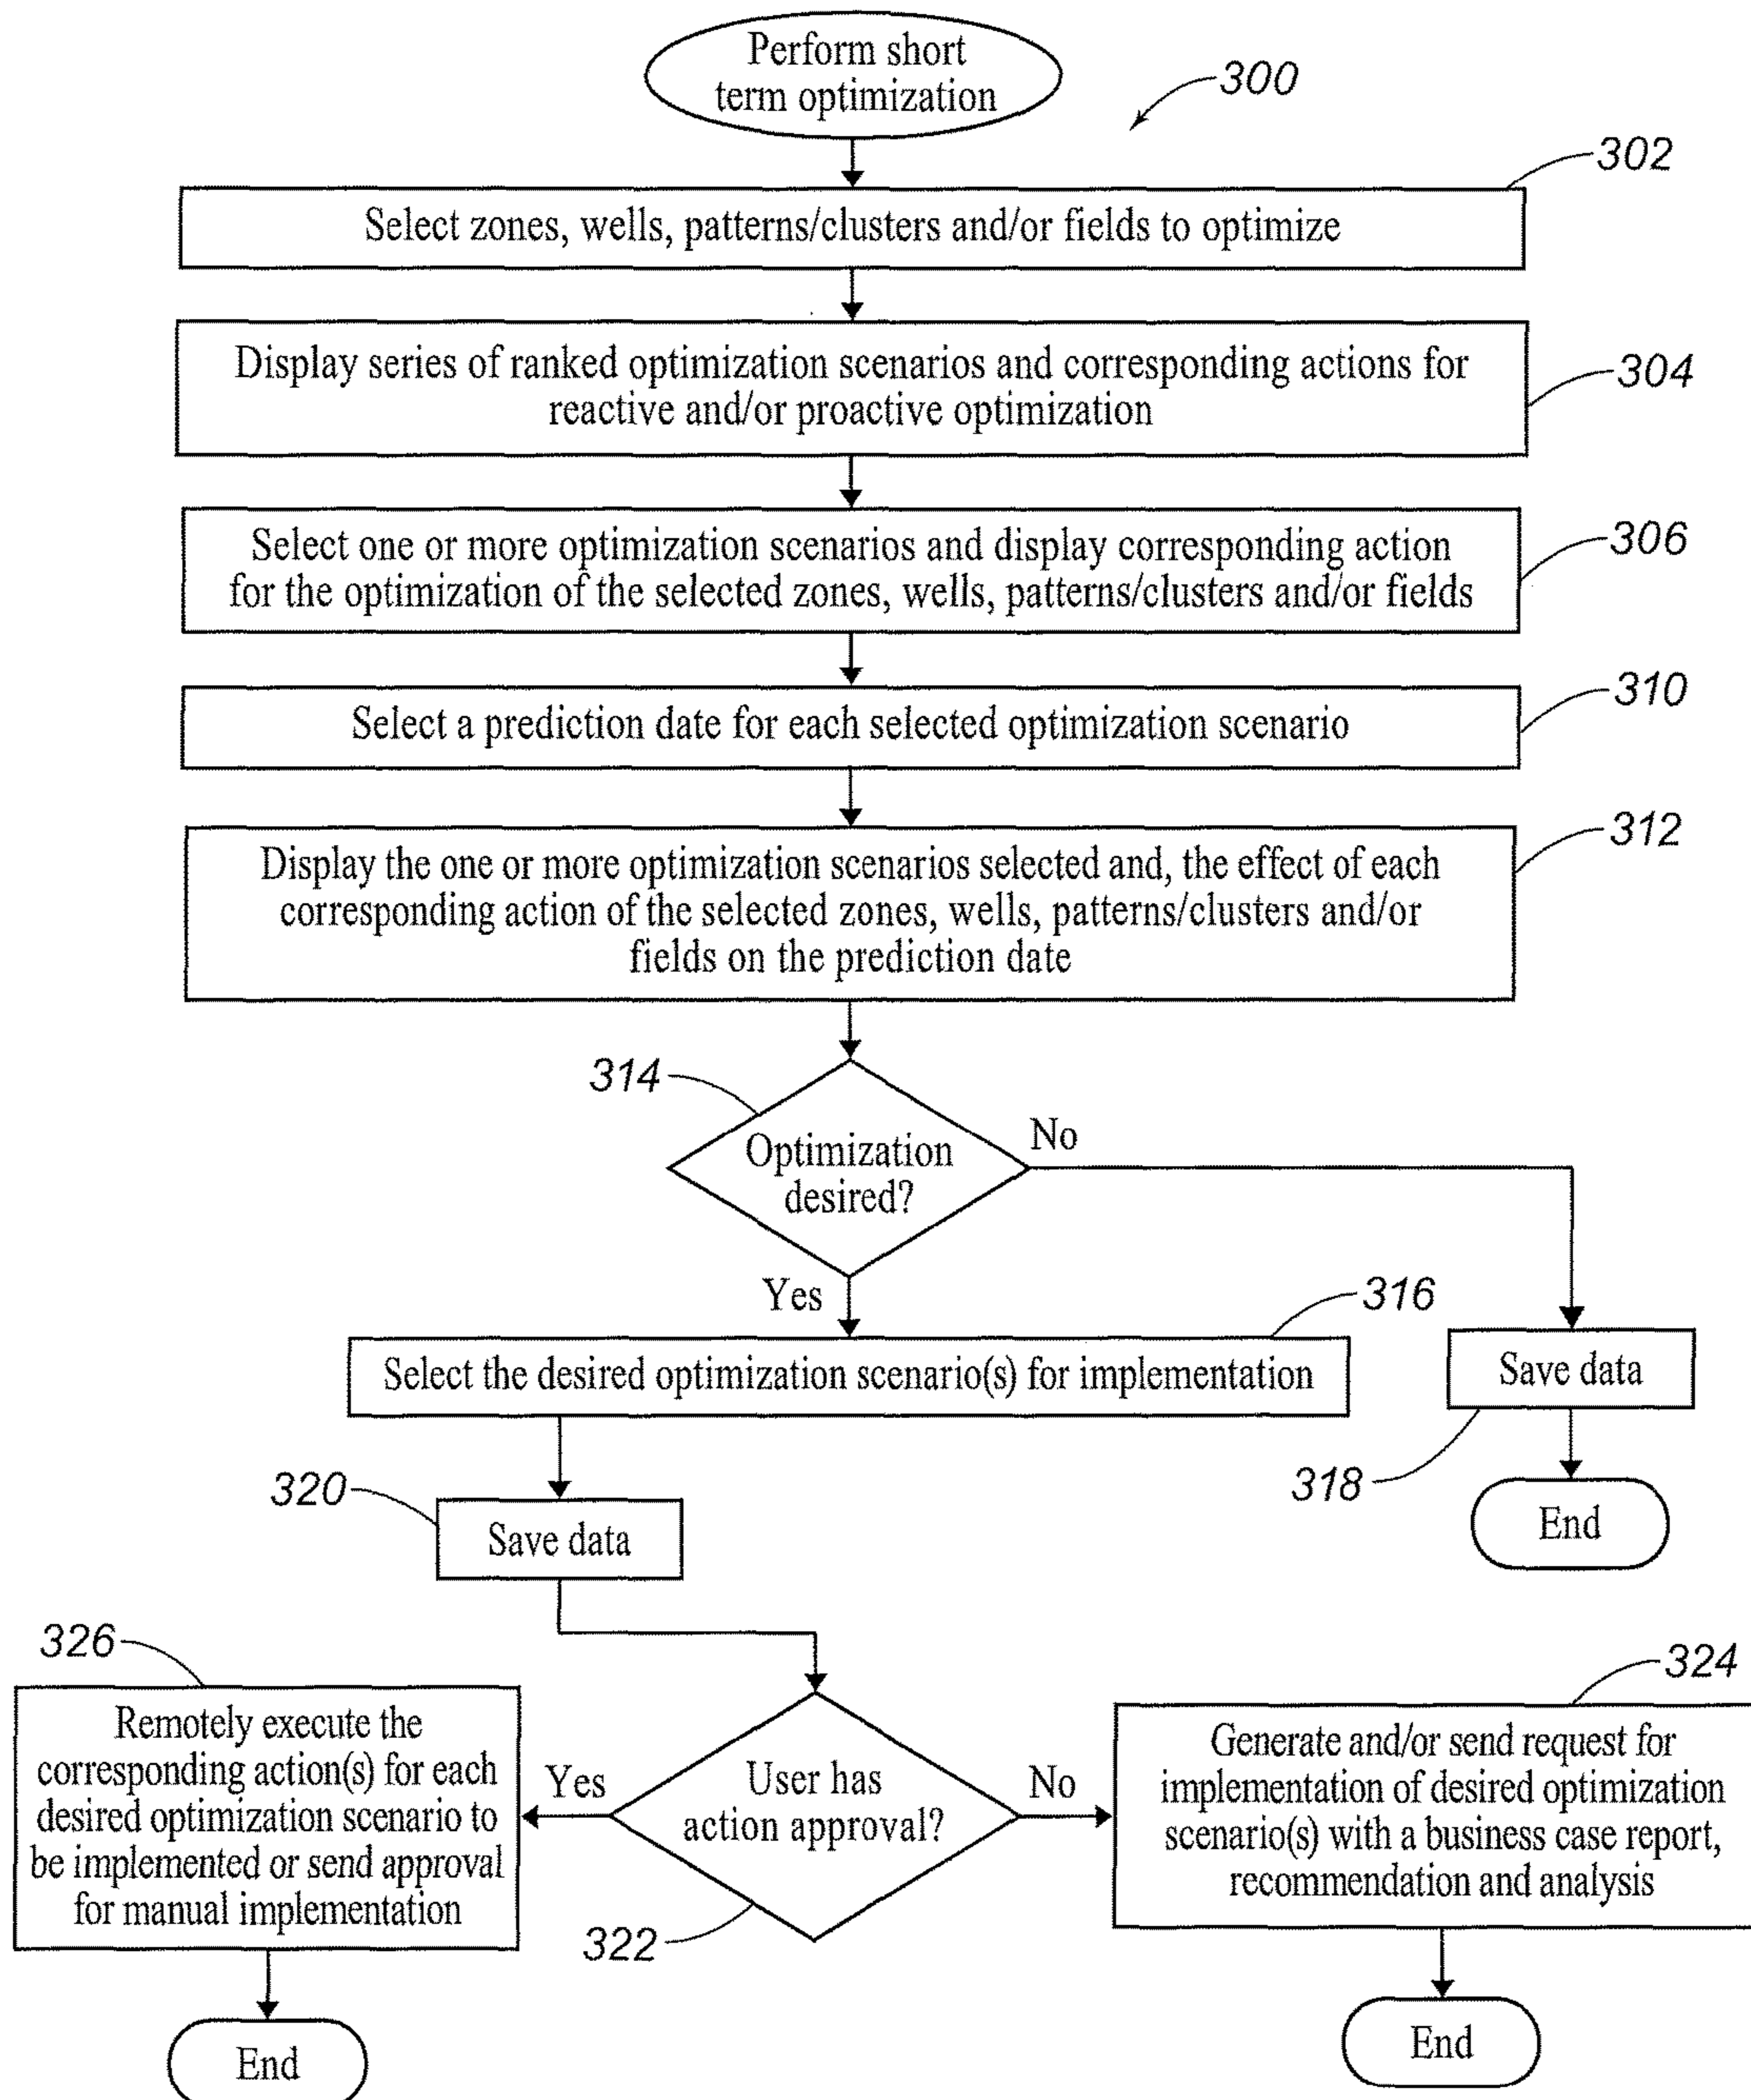 Perform short
term optimization
300
302
Select zones, wells, patterns/clusters and/or fields to optimize
Display series of ranked optimization scenarios and corresponding actions for
reactive and/or proactive optimization
304
Select one or more optimization scenarios and display corresponding action
for the optimization of the selected zones, wells, patterns/clusters and/or fields
306
Select a prediction date for each selected optimization scenario
310
Display the one or more optimization scenarios selected and, the effect of each
corresponding action of the selected zones, wells, patterns/clusters and/or
fields on the prediction date
312
314
Optimization
desired?
No
Yes
316
Select the desired optimization scenario(s) for implementation
Save data
318
End
320
Save data
326
Remotely execute the
corresponding action(s) for each
desired optimization scenario to
be implemented or send approval
for manual implementation
Yes
User has
action approval?
No
322
324
Generate and/or send request for
implementation of desired optimization
scenario(s) with a business case report,
recommendation and analysis
End
End